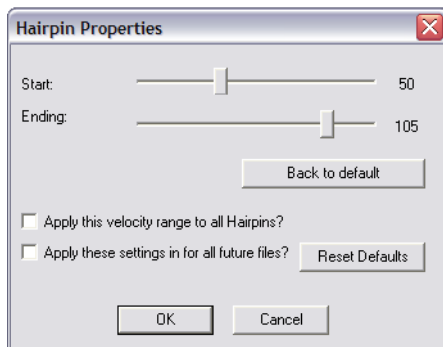 Hairpin Properties
Start:
50
Ending:
105
Back to default
Apply this velocity range to all Hairpins?
Apply these settings in for all future files?
Reset Defaults
OK
Cancel